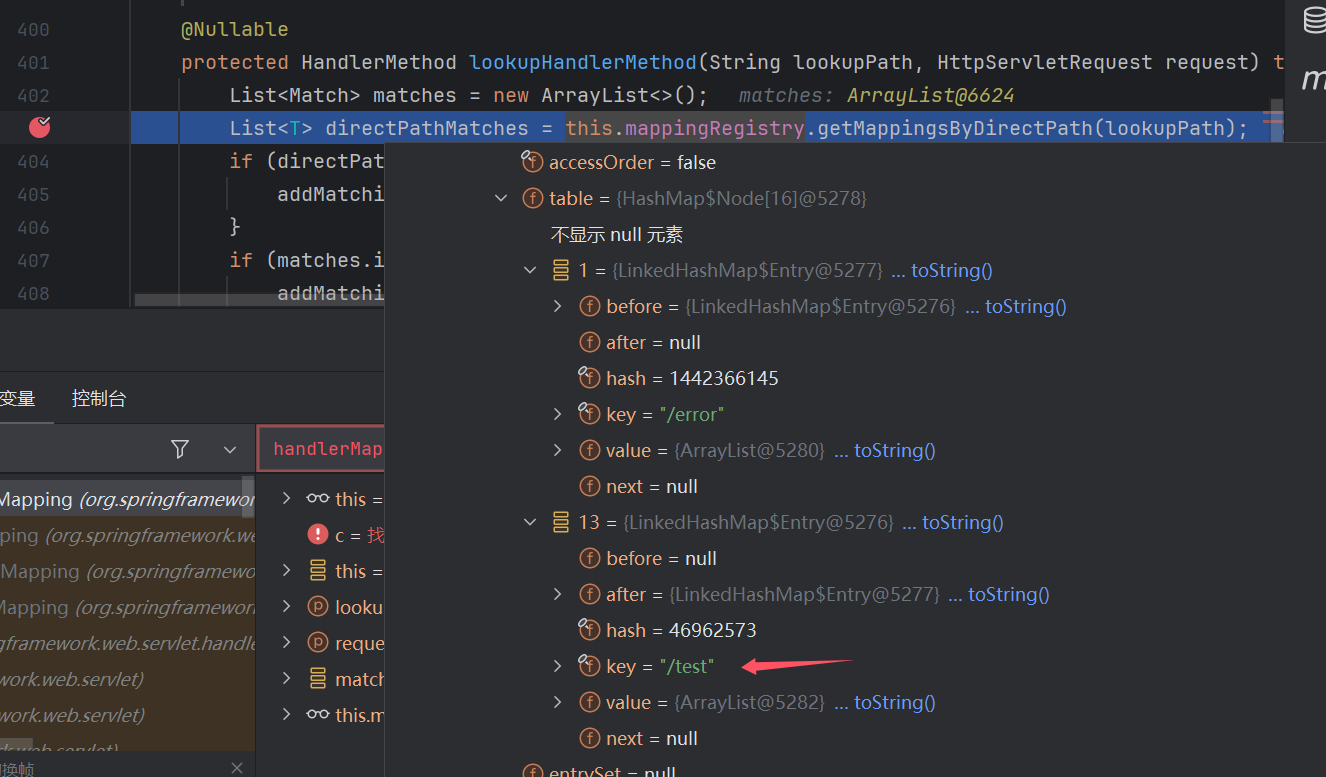 400 @Nullable
401 protected HandlerMethod lookupHandlerMethod(String lookupPath, HttpServletRequest request) t
402 List<Match> matches = new ArrayList<>(); matches: ArrayList@6624
List<T> directPathMatches = this.mappingRegistry.getMappingsByDirectPath(lookupPath);
404 if (directPat
405 addMatchi
406 }
407 if (matches.i
408 addMatchi
accessOrder = false
table = {HashMap$Node[16]@5278}
不显示 null 元素
1 = {LinkedHashMap$Entry@5277} ... toString()
before = {LinkedHashMap$Entry@5276} ... toString()
after = null
hash = 1442366145
key = "/error"
value = {ArrayList@5280} ... toString()
next = null
13 = {LinkedHashMap$Entry@5276} ... toString()
before = null
after = {LinkedHashMap$Entry@5277} ... toString()
hash = 46962573
key = "/test"
value = {ArrayList@5282} ... toString()
next = null
entrySet = null
变量 控制台
handlerMap
Mapping (org.springframewor
ping (org.springframework.we
Mapping (org.springframewo
Mapping (org.springframewor
gframework.web.servlet.handle
work.web.servlet)
work.web.servlet)
web.servlet)
换帧
this =
c = 找
this =
looku
reque
match
this.m
m